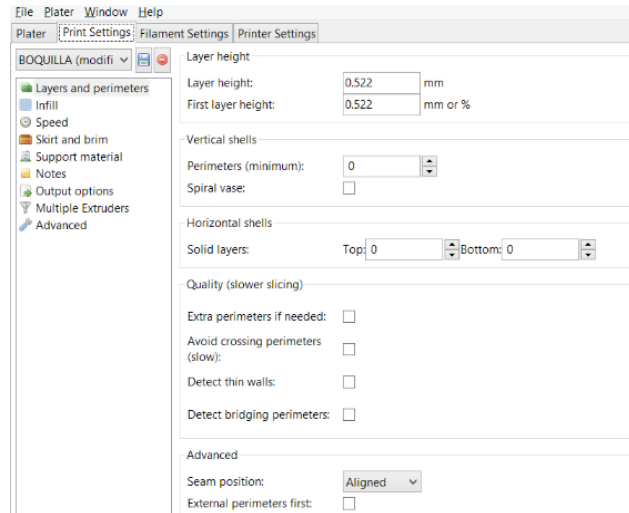 File Plater Window Help
Plater Print Settings Filament Settings Printer Settings
BOQUILLA (modifi
Layers and perimeters
Infill
Speed
Skirt and brim
Support material
Notes
Output options
Multiple Extruders
Advanced
Layer height
Layer height: 0.522 mm
First layer height: 0.522 mm or %
Vertical shells
Perimeters (minimum): 0
Spiral vase:
Horizontal shells
Solid layers: Top: 0 Bottom: 0
Quality (slower slicing)
Extra perimeters if needed:
Avoid crossing perimeters
(slow):
Detect thin walls:
Detect bridging perimeters:
Advanced
Seam position: Aligned
External perimeters first: